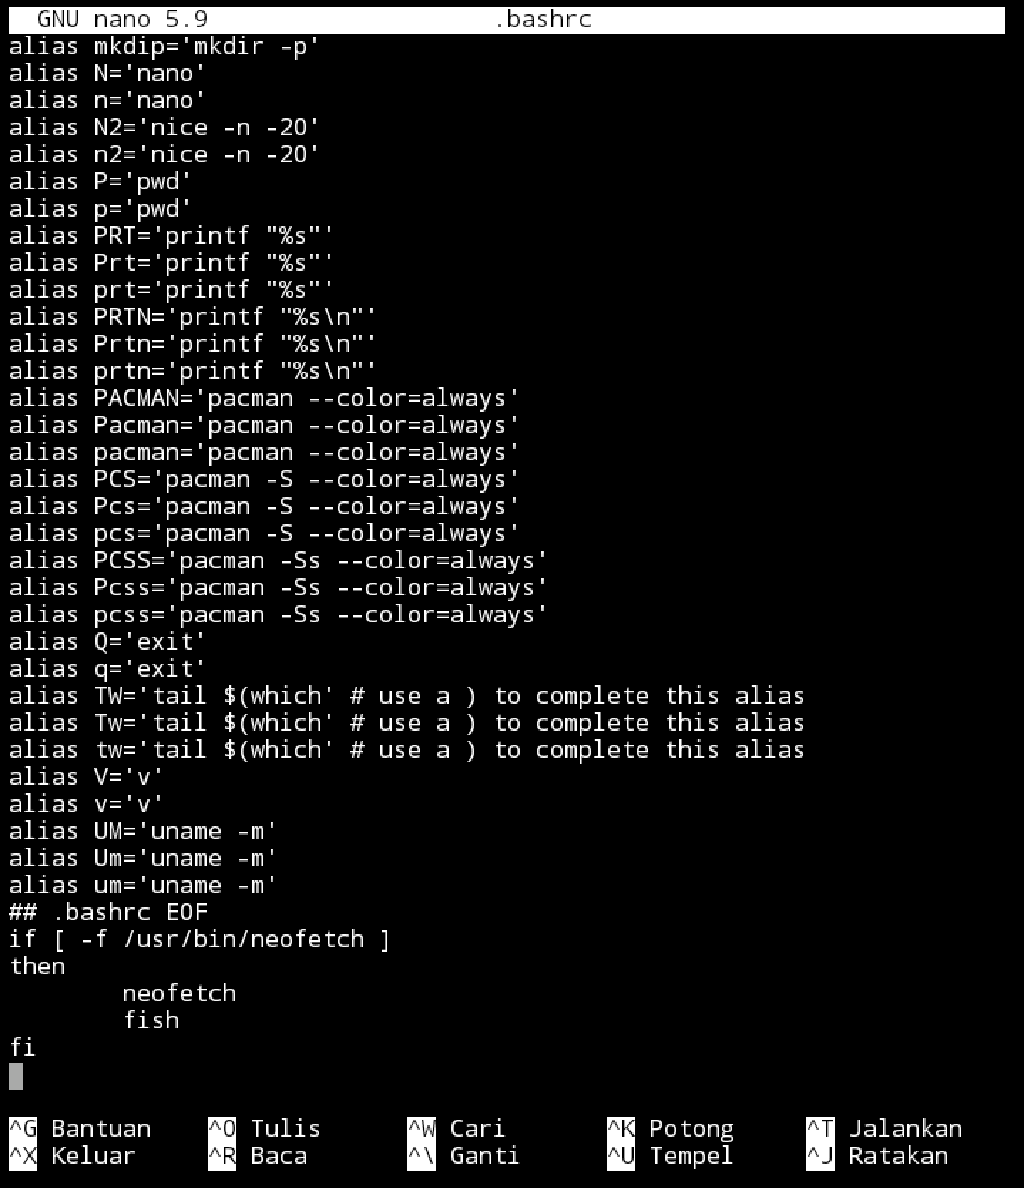 GNU nano 5.9 .bashrc
alias mkdip='mkdir -p'
alias N='nano'
alias n='nano'
alias N2='nice -n -20'
alias n2='nice -n -20'
alias P='pwd'
alias p='pwd'
alias PRT='printf "%s"'
alias Prt='printf "%s"'
alias prt='printf "%s"'
alias PRTN='printf "%s\n"'
alias Prtn='printf "%s\n"'
alias prtn='printf "%s\n"'
alias PACMAN='pacman --color=always'
alias Pacman='pacman --color=always'
alias pacman='pacman --color=always'
alias PCS='pacman -S --color=always'
alias Pcs='pacman -S --color=always'
alias pcs='pacman -S --color=always'
alias PCSS='pacman -Ss --color=always'
alias Pcss='pacman -Ss --color=always'
alias pcss='pacman -Ss --color=always'
alias Q='exit'
alias q='exit'
alias TW='tail $(which' # use a ) to complete this alias
alias Tw='tail $(which' # use a ) to complete this alias
alias tw='tail $(which' # use a ) to complete this alias
alias V='v'
alias v='v'
alias UM='uname -m'
alias Um='uname -m'
alias um='uname -m'
## .bashrc EOF
if [ -f /usr/bin/neofetch ]
then
        neofetch
        fish
fi
^G Bantuan ^O Tulis ^W Cari ^K Potong ^T Jalankan
^X Keluar ^R Baca ^\ Ganti ^U Tempel ^J Ratakan